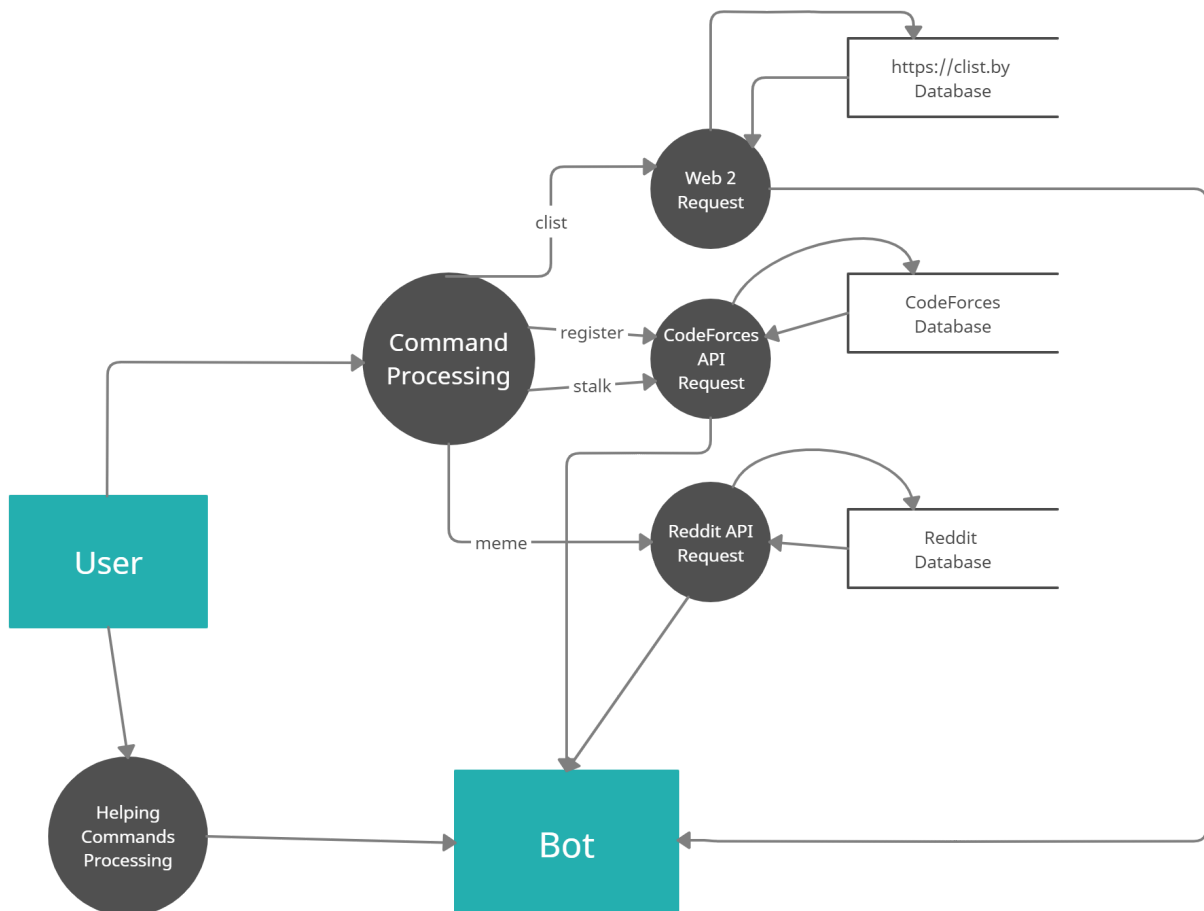 https://clist.by
Database
Web 2
Request
clist
CodeForces
Database
Command
Processing
register
stalk
CodeForces
API
Request
User
meme
Reddit API
Request
Reddit
Database
Helping
Commands
Processing
Bot